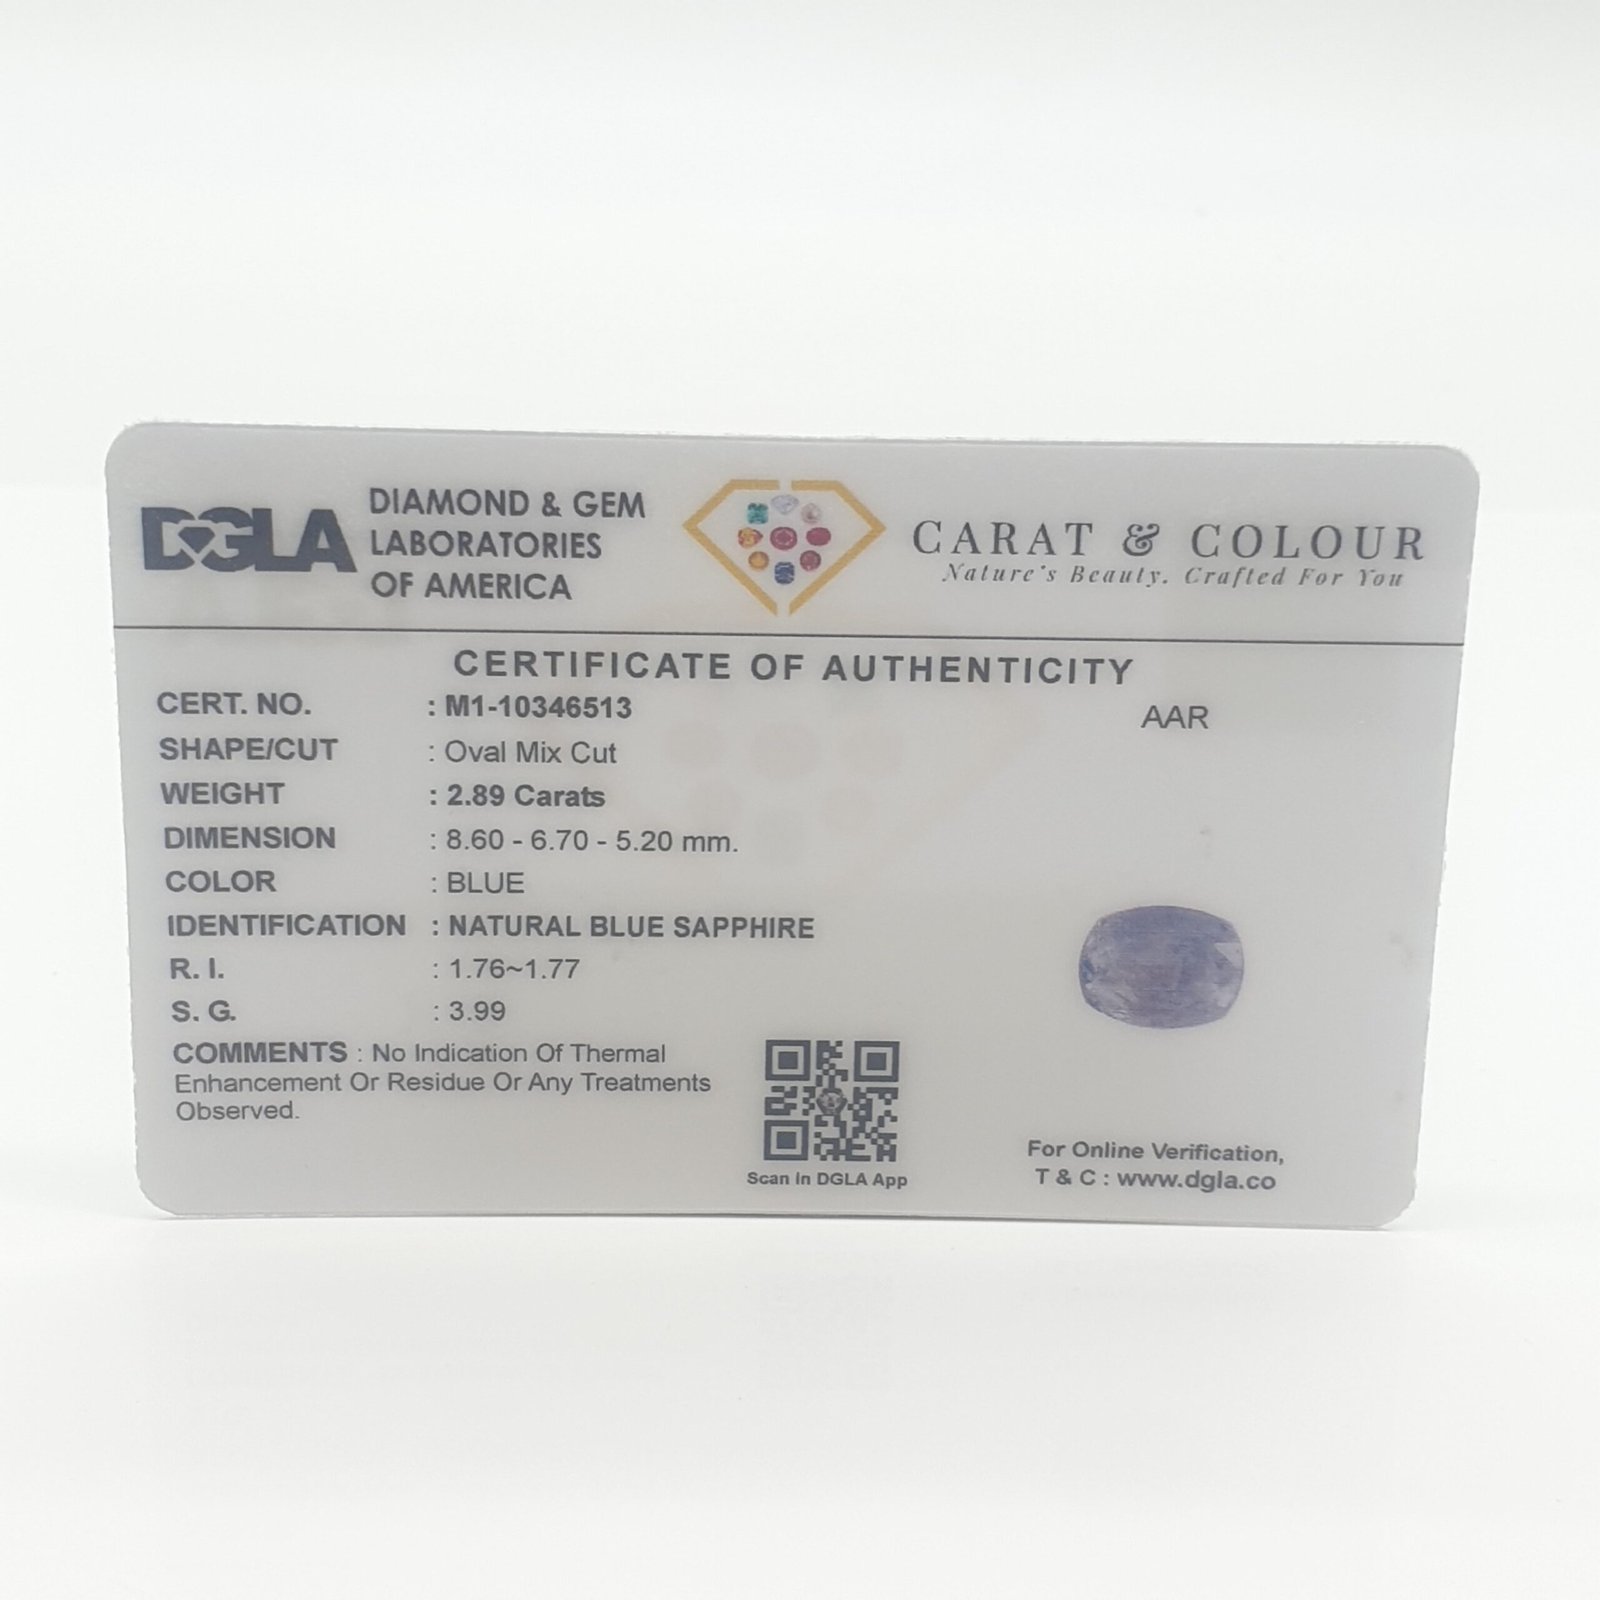 DGLA
DIAMOND & GEM
LABORATORIES
OF AMERICA
CARAT & COLOUR
Nature's Beauty. Crafted For You
CERTIFICATE OF AUTHENTICITY
CERT. NO. : M1-10346513
AAR
SHAPE/CUT : Oval Mix Cut
WEIGHT : 2.89 Carats
DIMENSION : 8.60 - 6.70 - 5.20 mm.
COLOR : BLUE
IDENTIFICATION : NATURAL BLUE SAPPHIRE
R. I. : 1.76~1.77
S. G. : 3.99
COMMENTS : No Indication Of Thermal
Enhancement Or Residue Or Any Treatments
Observed.
Scan in DGLA App
For Online Verification,
T & C : www.dgla.co